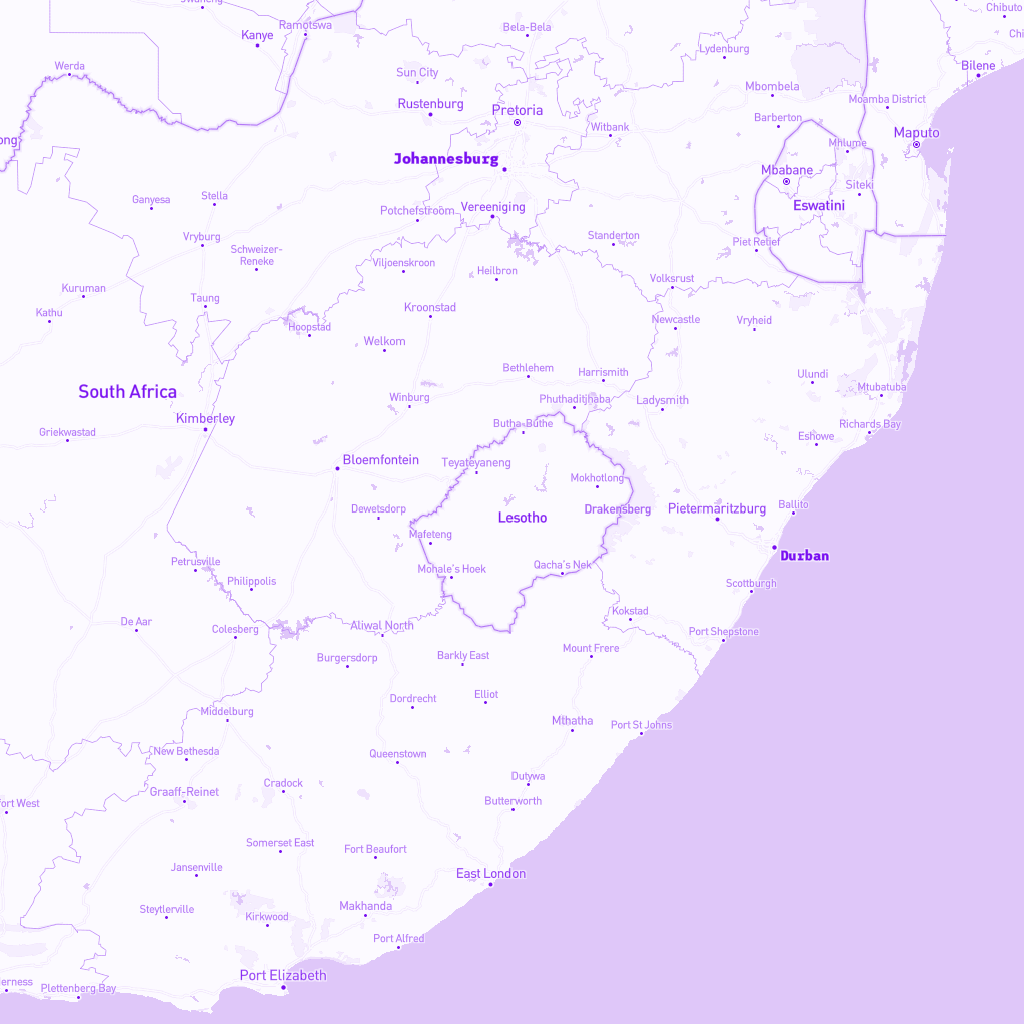 Swaneng
Kanye
Ramotswa
Bela-Bela
Lydenburg
Chibuto
Chi
Werda
Sun City
Bilene
Rustenburg
Pretoria
Mbombela
Moamba District
Barberton
Witbank
Maputo
ong
Mhlume
Johannesburg
Mbabane
Siteki
Ganyesa
Stella
Eswatini
Potchefstroom
Vereeniging
Vryburg
Standerton
Piet Relief
Schweizer-
Reneke
Viljoenskroon
Heilbron
Volksrust
Kuruman
Taung
Kathu
Kroonstad
Hoopstad
Newcastle
Vryheid
Welkom
Bethlehem
Harrismith
Ulundi
South Africa
Winburg
Phuthaditjhaba
Ladysmith
Mtubatuba
Kimberley
Butha-Buthe
Richards Bay
Griekwastad
Eshowe
Bloemfontein
Teyateyaneng
Mokhotlong
Dewetsdorp
Lesotho
Drakensberg
Pietermaritzburg
Ballito
Mafeteng
Durban
Petrusville
Mohale's Hoek
Qacha's Nek
Philippolis
Scottburgh
De Aar
Colesberg
Aliwal North
Kokstad
Port Shepstone
Burgersdorp
Barkly East
Mount Frere
Dordrecht
Elliot
Middelburg
Mthatha
Port St Johns
New Bethesda
Queenstown
Dutywa
Cradock
Graaff-Reinet
Butterworth
fort West
Somerset East
Fort Beaufort
Jansenville
East London
Steytlerville
Kirkwood
Makhanda
Port Alfred
Port Elizabeth
erness
Plettenberg Bay